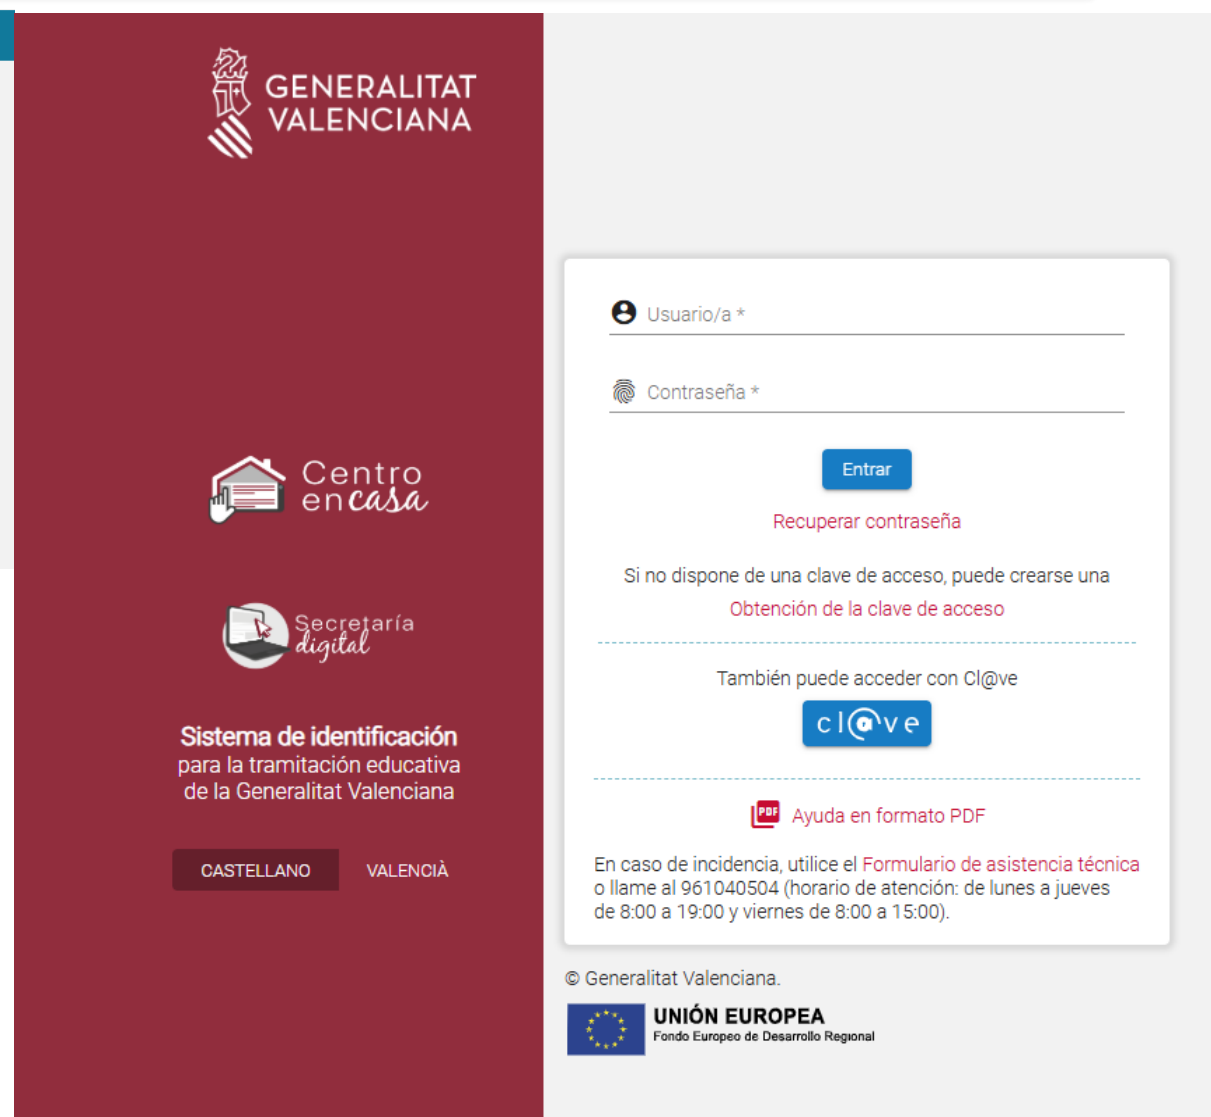 GENERALITAT
VALENCIANA
Centro
en casa
Secretaría
digital
Sistema de identificación
para la tramitación educativa
de la Generalitat Valenciana
CASTELLANO VALENCIÀ
Usuario/a *
Contraseña *
Entrar
Recuperar contraseña
Si no dispone de una clave de acceso, puede crearse una
Obtención de la clave de acceso
También puede acceder con Cl@ve
cl@ve
PDF Ayuda en formato PDF
En caso de incidencia, utilice el Formulario de asistencia técnica
o llame al 961040504 (horario de atención: de lunes a jueves
de 8:00 a 19:00 y viernes de 8:00 a 15:00).
© Generalitat Valenciana.
UNIÓN EUROPEA
Fondo Europeo de Desarrollo Regional